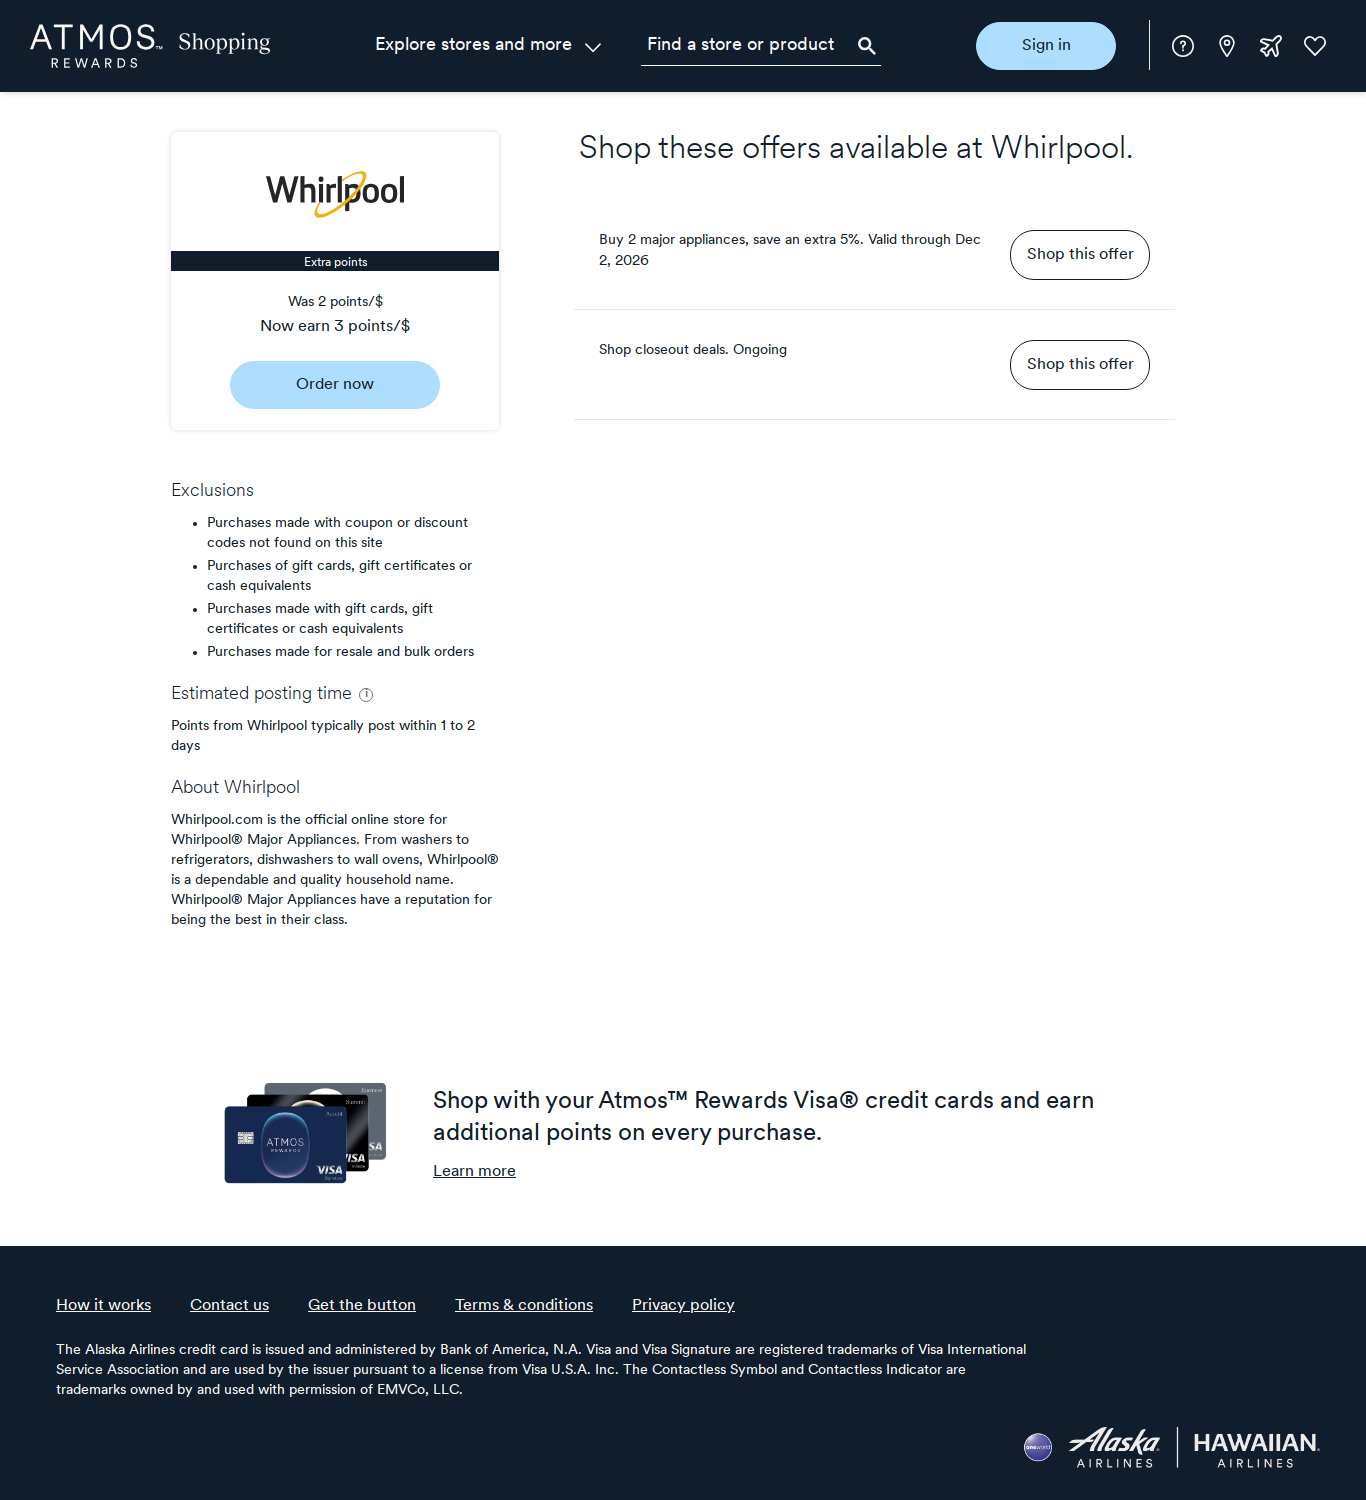 ATMOS™ Shopping
REWARDS
Explore stores and more
Find a store or product
Sign in
Whirlpool
Extra points
Was 2 points/$
Now earn 3 points/$
Order now
Shop these offers available at Whirlpool.
Buy 2 major appliances, save an extra 5%. Valid through Dec
2, 2026
Shop this offer
Shop closeout deals. Ongoing
Shop this offer
Exclusions
• Purchases made with coupon or discount
codes not found on this site
• Purchases of gift cards, gift certificates or
cash equivalents
• Purchases made with gift cards, gift
certificates or cash equivalents
• Purchases made for resale and bulk orders
Estimated posting time
Points from Whirlpool typically post within 1 to 2
days
About Whirlpool
Whirlpool.com is the official online store for
Whirlpool® Major Appliances. From washers to
refrigerators, dishwashers to wall ovens, Whirlpool®
is a dependable and quality household name.
Whirlpool® Major Appliances have a reputation for
being the best in their class.
Business
Summit
Ascent
ATMOS
REWARDS
VISA
VISA
VISA
Shop with your Atmos™ Rewards Visa® credit cards and earn
additional points on every purchase.
Learn more
How it works
Contact us
Get the button
Terms & conditions
Privacy policy
The Alaska Airlines credit card is issued and administered by Bank of America, N.A. Visa and Visa Signature are registered trademarks of Visa International
Service Association and are used by the issuer pursuant to a license from Visa U.S.A. Inc. The Contactless Symbol and Contactless Indicator are
trademarks owned by and used with permission of EMVCo, LLC.
oneworld
Alaska
AIRLINES
HAWAIIAN
AIRLINES